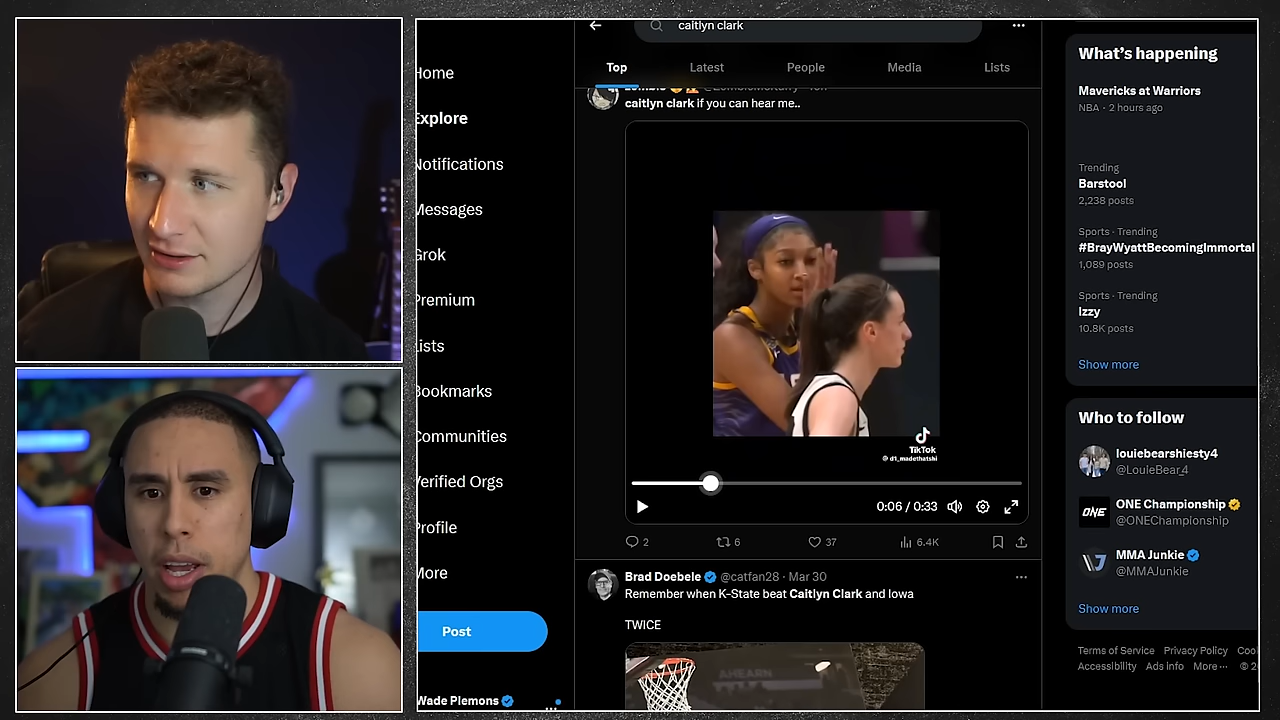 caitlyn clark
Top
Latest
People
Media
Lists
caitlyn clark if you can hear me..
TikTok
@ d1_madethatshi
0:06 / 0:33
2
6
37
6.4K
Brad Doebele @catfan28 · Mar 30
Remember when K-State beat Caitlyn Clark and Iowa
TWICE
Home
Explore
Notifications
Messages
Grok
Premium
Lists
Bookmarks
Communities
Verified Orgs
Profile
More
Post
Wade Plemons
What's happening
Mavericks at Warriors
NBA · 2 hours ago
Trending
Barstool
2,238 posts
Sports · Trending
#BrayWyattBecomingImmortal
1,089 posts
Sports · Trending
Izzy
10.8K posts
Show more
Who to follow
louiebearshiesty4
@LouieBear_4
ONE
ONE Championship
@ONEChampionship
MMA Junkie
@MMAJunkie
Show more
Terms of Service Privacy Policy Coo
Accessibility Ads info More ··· © 2